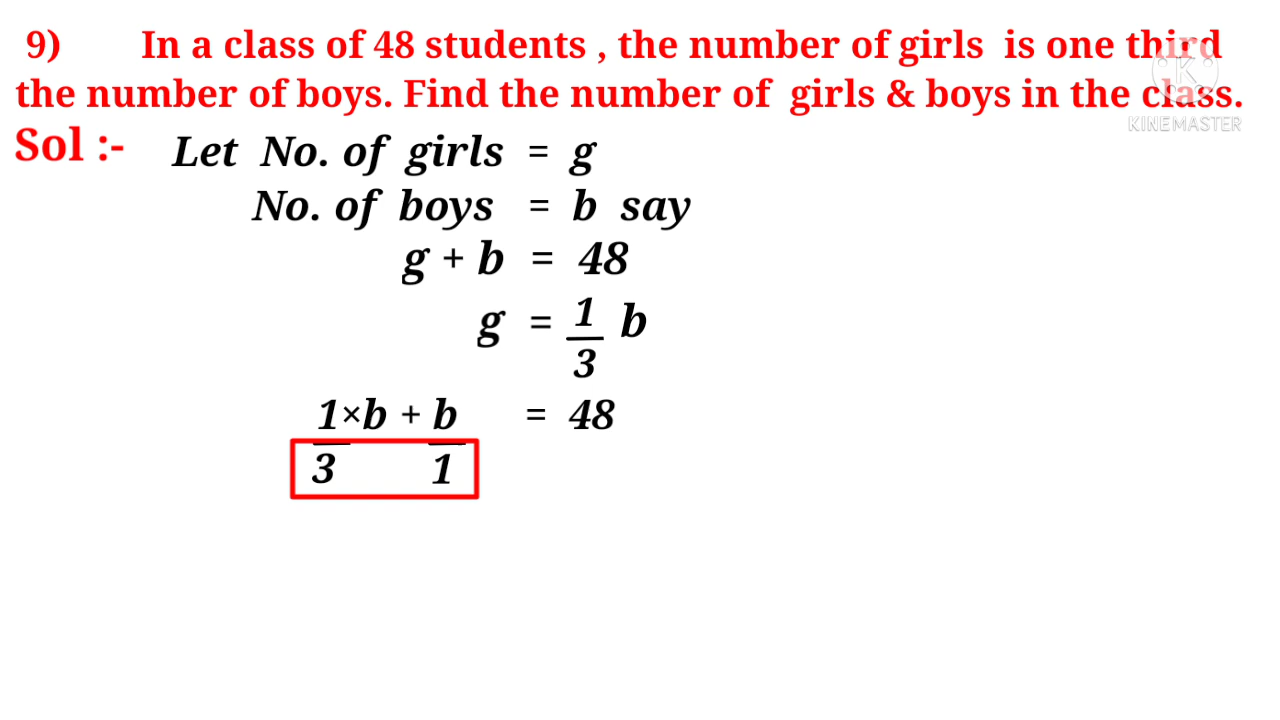 9) In a class of 48 students , the number of girls is one third
the number of boys. Find the number of girls & boys in the class.
KINEMASTER
Sol :- Let No. of girls = g
No. of boys = b say
g + b = 48
g = 1/3 b
1×b/3 + b/1 = 48